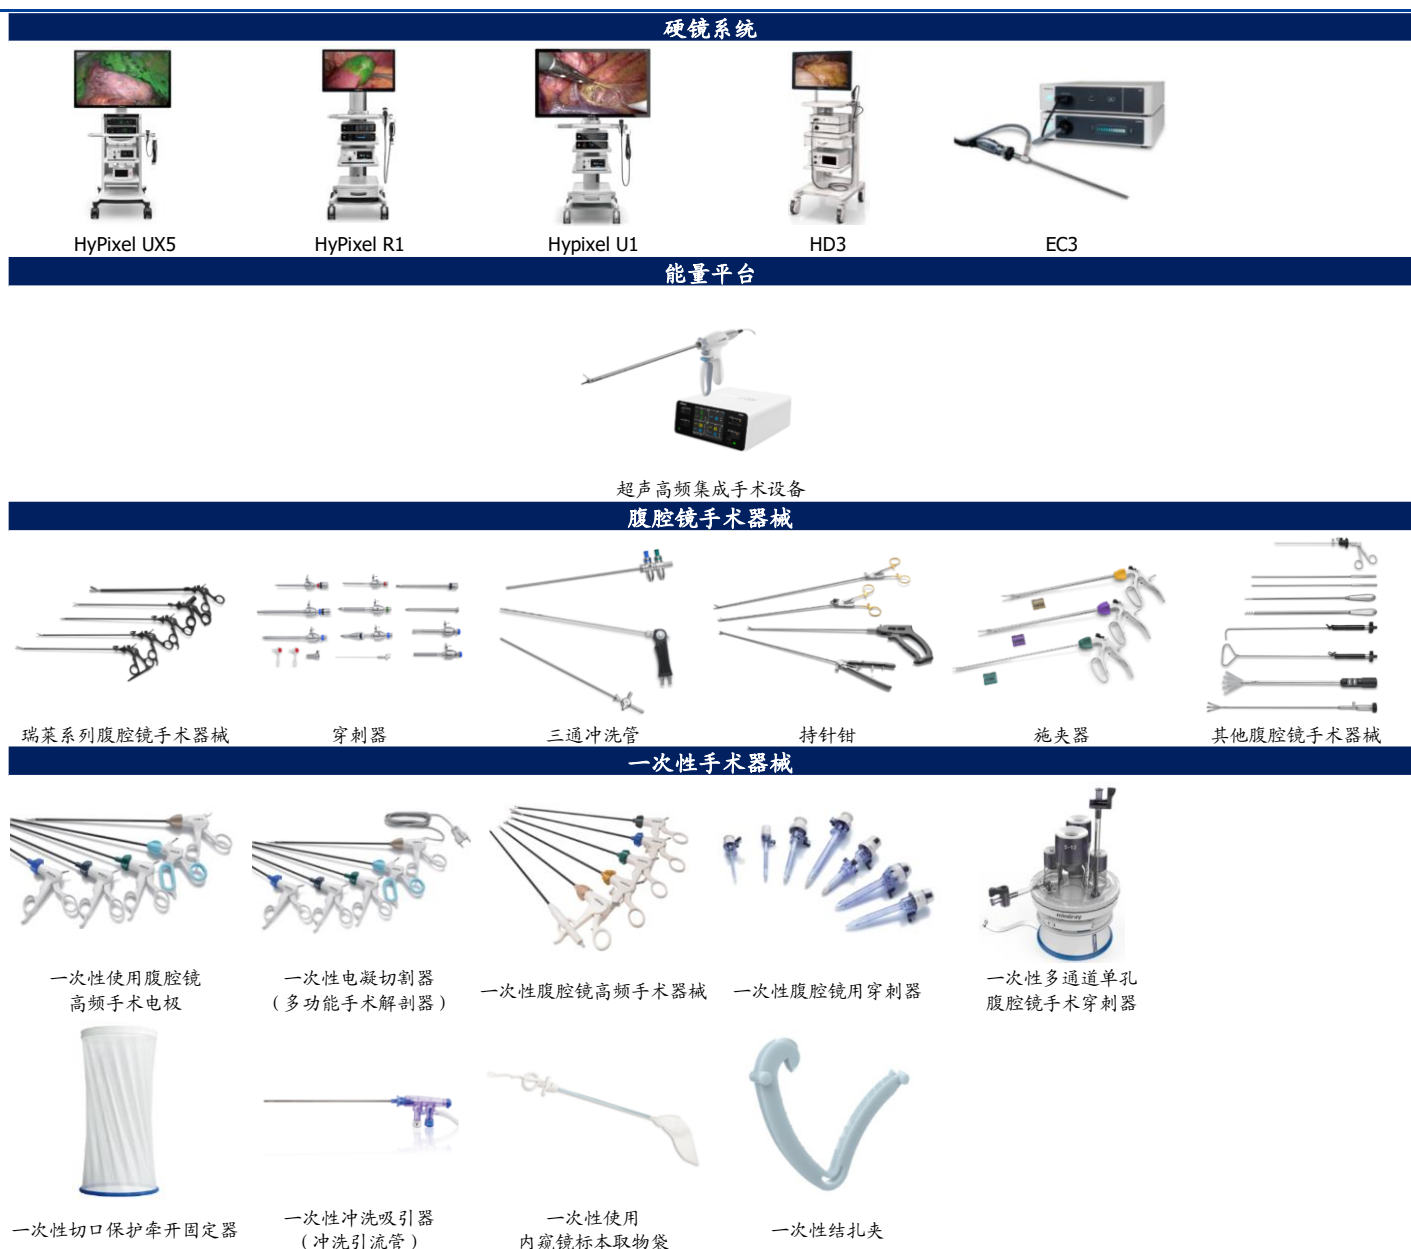 硬镜系统
HyPixel UX5
HyPixel R1
Hypixel U1
HD3
EC3
能量平台
超声高频集成手术设备
腹腔镜手术器械
瑞莱系列腹腔镜手术器械
穿刺器
三通冲洗管
持针钳
施夹器
其他腹腔镜手术器械
一次性手术器械
5-12
mindray
一次性使用腹腔镜
高频手术电极
一次性电凝切割器
（多功能手术解剖器）
一次性腹腔镜高频手术器械
一次性腹腔镜用穿刺器
一次性多通道单孔
腹腔镜手术穿刺器
一次性切口保护牵开固定器
一次性冲洗吸引器
（冲洗引流管）
一次性使用
内窥镜标本取物袋
一次性结扎夹